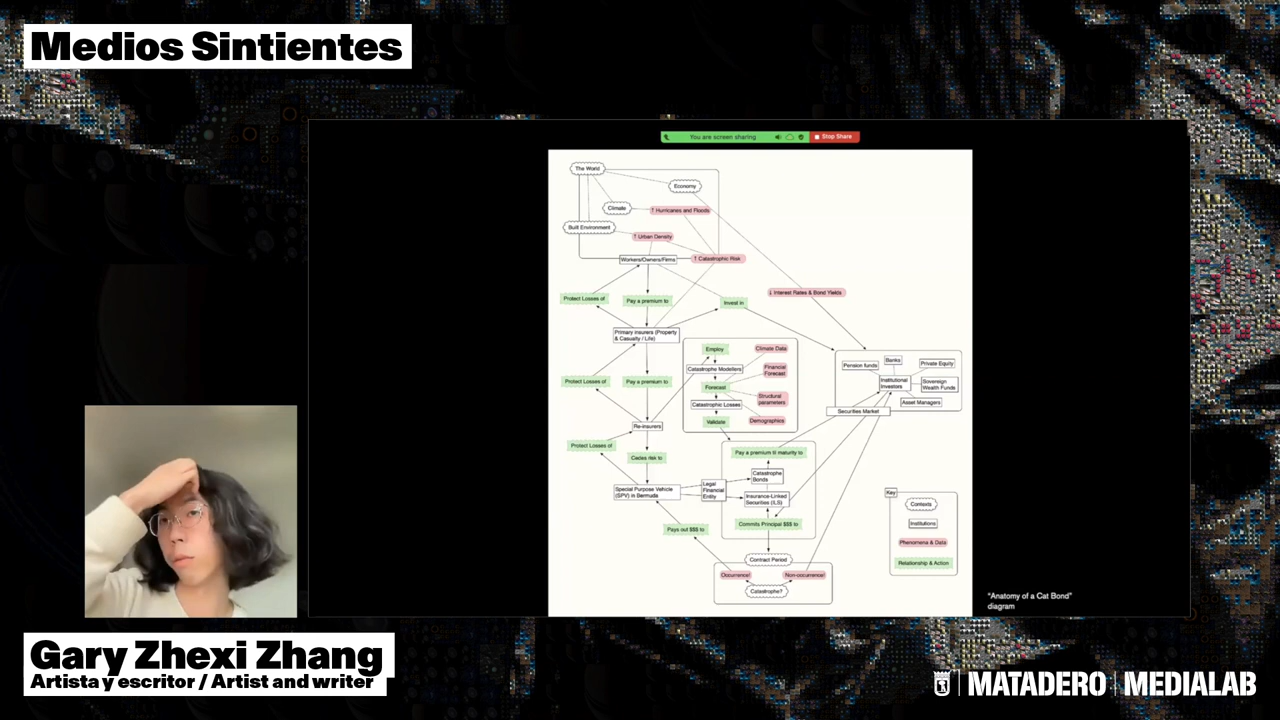 Medios Sintientes
You are screen sharing
Stop Share
The World
Economy
Climate
↑ Hurricanes and Floods
Built Environment
↑ Urban Density
Workers/Owners/Firms
↑ Catastrophic Risk
↓ Interest Rates & Bond Yields
Protect Losses of
Pay a premium to
Invest in
Primary insurers (Property
& Casualty / Life)
Employ
Climate Data
Catastrophe Modellers
Financial
Forecast
Forecast
Structural
parameters
Catastrophic Losses
Validate
Demographics
Pension funds
Banks
Private Equity
Institutional
Investors
Sovereign
Wealth Funds
Asset Managers
Securities Market
Protect Losses of
Pay a premium to
Re-insurers
Protect Losses of
Cedes risk to
Pay a premium til maturity to
Catastrophe
Bonds
Special Purpose Vehicle
(SPV) in Bermuda
Legal
Financial
Entity
Insurance-Linked
Securities (ILS)
Pays out $$$ to
Commits Principal $$$ to
Contract Period
Occurrence!
Non-occurrence!
Catastrophe?
Key
Contexts
Institutions
Phenomena & Data
Relationship & Action
"Anatomy of a Cat Bond"
diagram
Gary Zhexi Zhang
Artista y escritor / Artist and writer
MATADERO | MEDIALAB